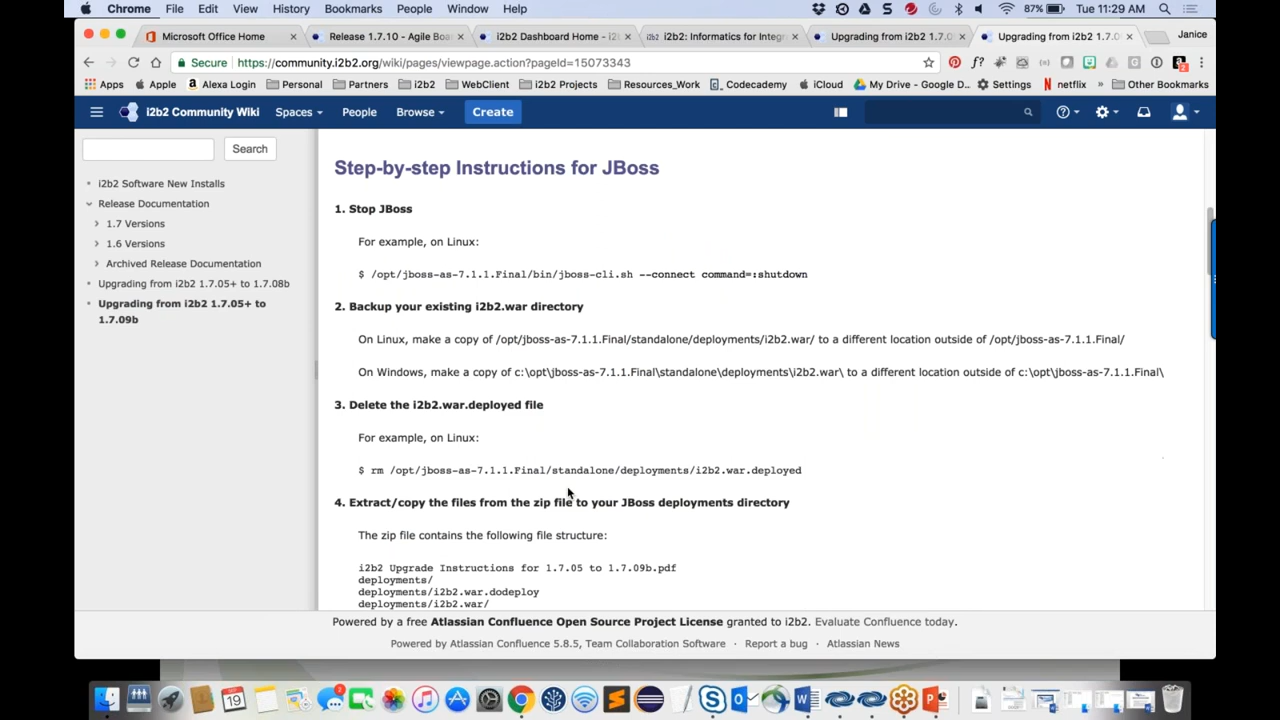 Chrome File Edit View History Bookmarks People Window Help 87% Tue 11:29 AM
Microsoft Office Home Release 1.7.10 - Agile Boa i2b2 Dashboard Home - i2b2 i2b2: Informatics for Integ Upgrading from i2b2 1.7.0 Upgrading from i2b2 1.7.0 Janice
Secure https://community.i2b2.org/wiki/pages/viewpage.action?pageId=15073343
Apps Apple Alexa Login Personal Partners i2b2 WebClient i2b2 Projects Resources_Work Codecademy iCloud My Drive - Google D... Settings netflix Other Bookmarks
i2b2 Community Wiki Spaces People Browse Create
Search
i2b2 Software New Installs
Release Documentation
1.7 Versions
1.6 Versions
Archived Release Documentation
Upgrading from i2b2 1.7.05+ to 1.7.08b
Upgrading from i2b2 1.7.05+ to
1.7.09b
Step-by-step Instructions for JBoss
1. Stop JBoss
For example, on Linux:
$ /opt/jboss-as-7.1.1.Final/bin/jboss-cli.sh --connect command=:shutdown
2. Backup your existing i2b2.war directory
On Linux, make a copy of /opt/jboss-as-7.1.1.Final/standalone/deployments/i2b2.war/ to a different location outside of /opt/jboss-as-7.1.1.Final/
On Windows, make a copy of c:\opt\jboss-as-7.1.1.Final\standalone\deployments\i2b2.war\ to a different location outside of c:\opt\jboss-as-7.1.1.Final\
3. Delete the i2b2.war.deployed file
For example, on Linux:
$ rm /opt/jboss-as-7.1.1.Final/standalone/deployments/i2b2.war.deployed
4. Extract/copy the files from the zip file to your JBoss deployments directory
The zip file contains the following file structure:
i2b2 Upgrade Instructions for 1.7.05 to 1.7.09b.pdf
deployments/
deployments/i2b2.war.dodeploy
deployments/i2b2.war/
Powered by a free Atlassian Confluence Open Source Project License granted to i2b2. Evaluate Confluence today.
Powered by Atlassian Confluence 5.8.5, Team Collaboration Software · Report a bug · Atlassian News
19